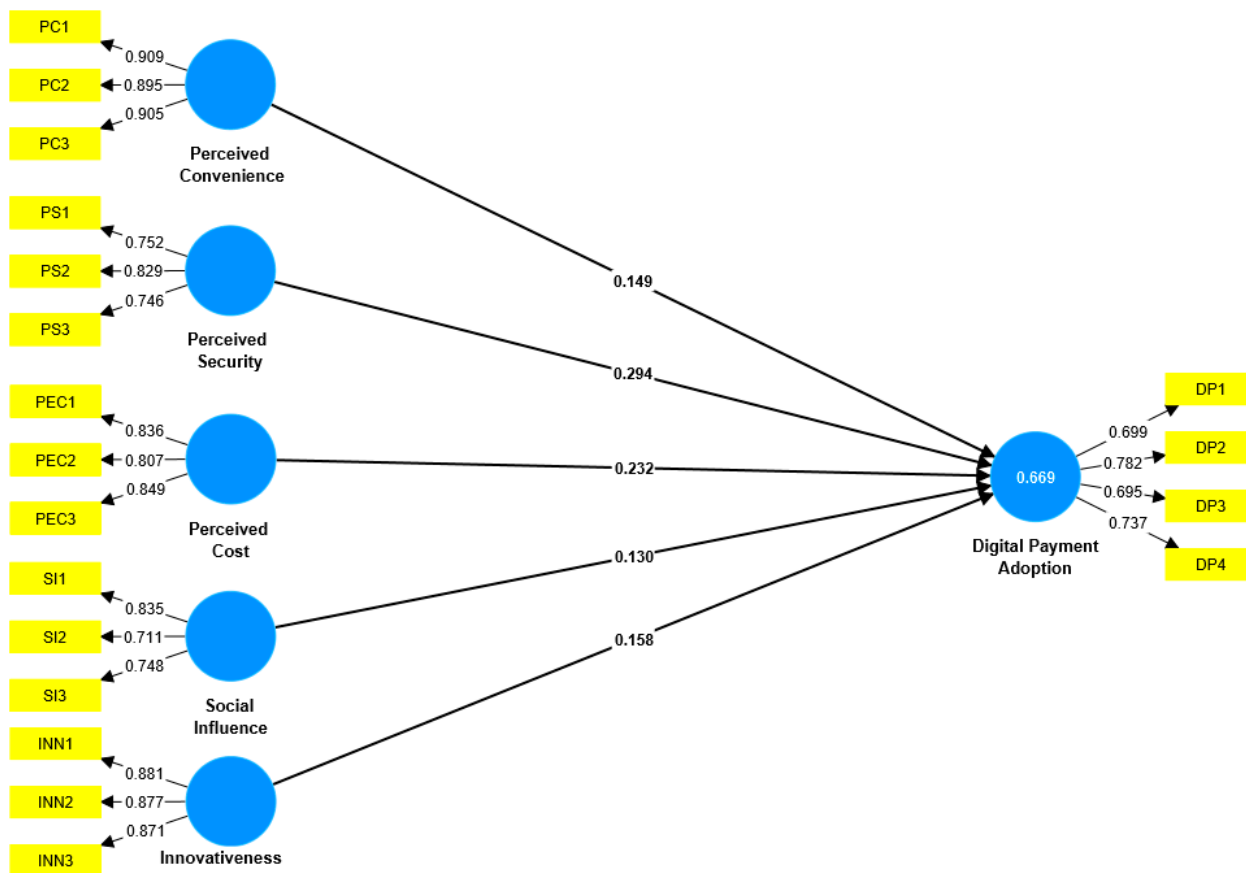 PC1
0.909
PC2
0.895
PC3
0.905
Perceived
Convenience
0.149
PS1
0.752
PS2
0.829
PS3
0.746
Perceived
Security
0.294
PEC1
0.836
PEC2
0.807
PEC3
0.849
Perceived
Cost
0.232
SI1
0.835
SI2
0.711
SI3
0.748
Social
Influence
0.130
INN1
0.881
INN2
0.877
INN3
0.871
Innovativeness
0.158
0.669
Digital Payment
Adoption
DP1
0.699
DP2
0.782
DP3
0.695
DP4
0.737